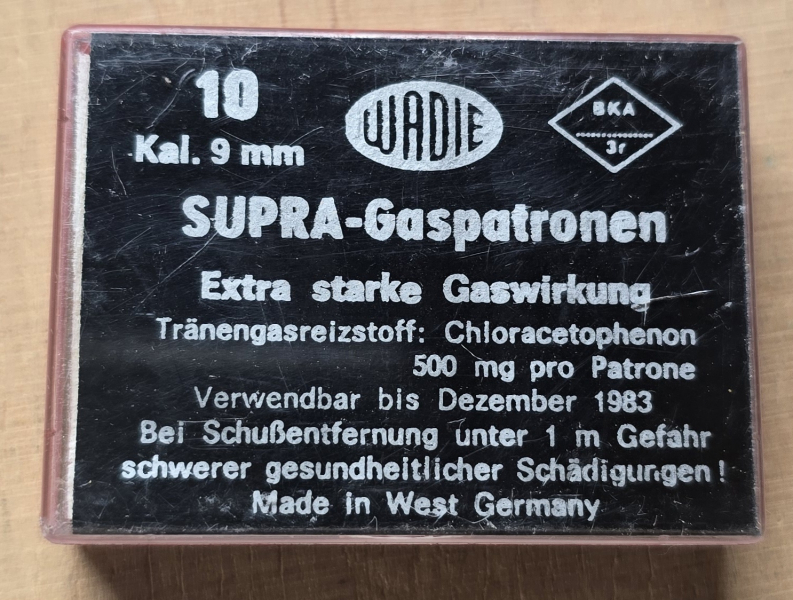 10
Kal. 9 mm
WADIE
BKA
3r
SUPRA-Gaspatronen
Extra starke Gaswirkung
Tränengasreizstoff: Chloracetophenon
500 mg pro Patrone
Verwendbar bis Dezember 1983
Bei Schußentfernung unter 1 m Gefahr
schwerer gesundheitlicher Schädigungen!
Made in West Germany